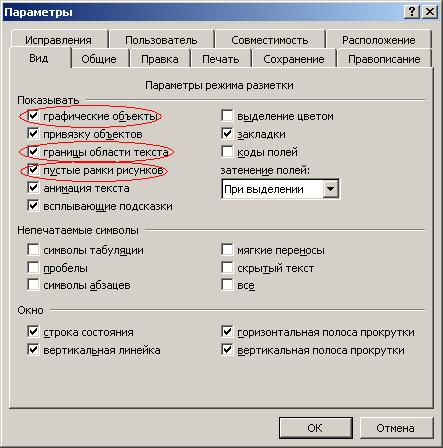 Параметры
Исправления Пользователь Совместимость Расположение
Вид Общие Правка Печать Сохранение Правописание
Параметры режима разметки
Показывать
графические объекты выделение цветом
привязку объектов закладки
границы области текста коды полей
пустые рамки рисунков затенение полей:
анимация текста При выделении
всплывающие подсказки
Непечатаемые символы
символы табуляции мягкие переносы
пробелы скрытый текст
символы абзацев все
Окно
строка состояния горизонтальная полоса прокрутки
вертикальная линейка вертикальная полоса прокрутки
ОК Отмена